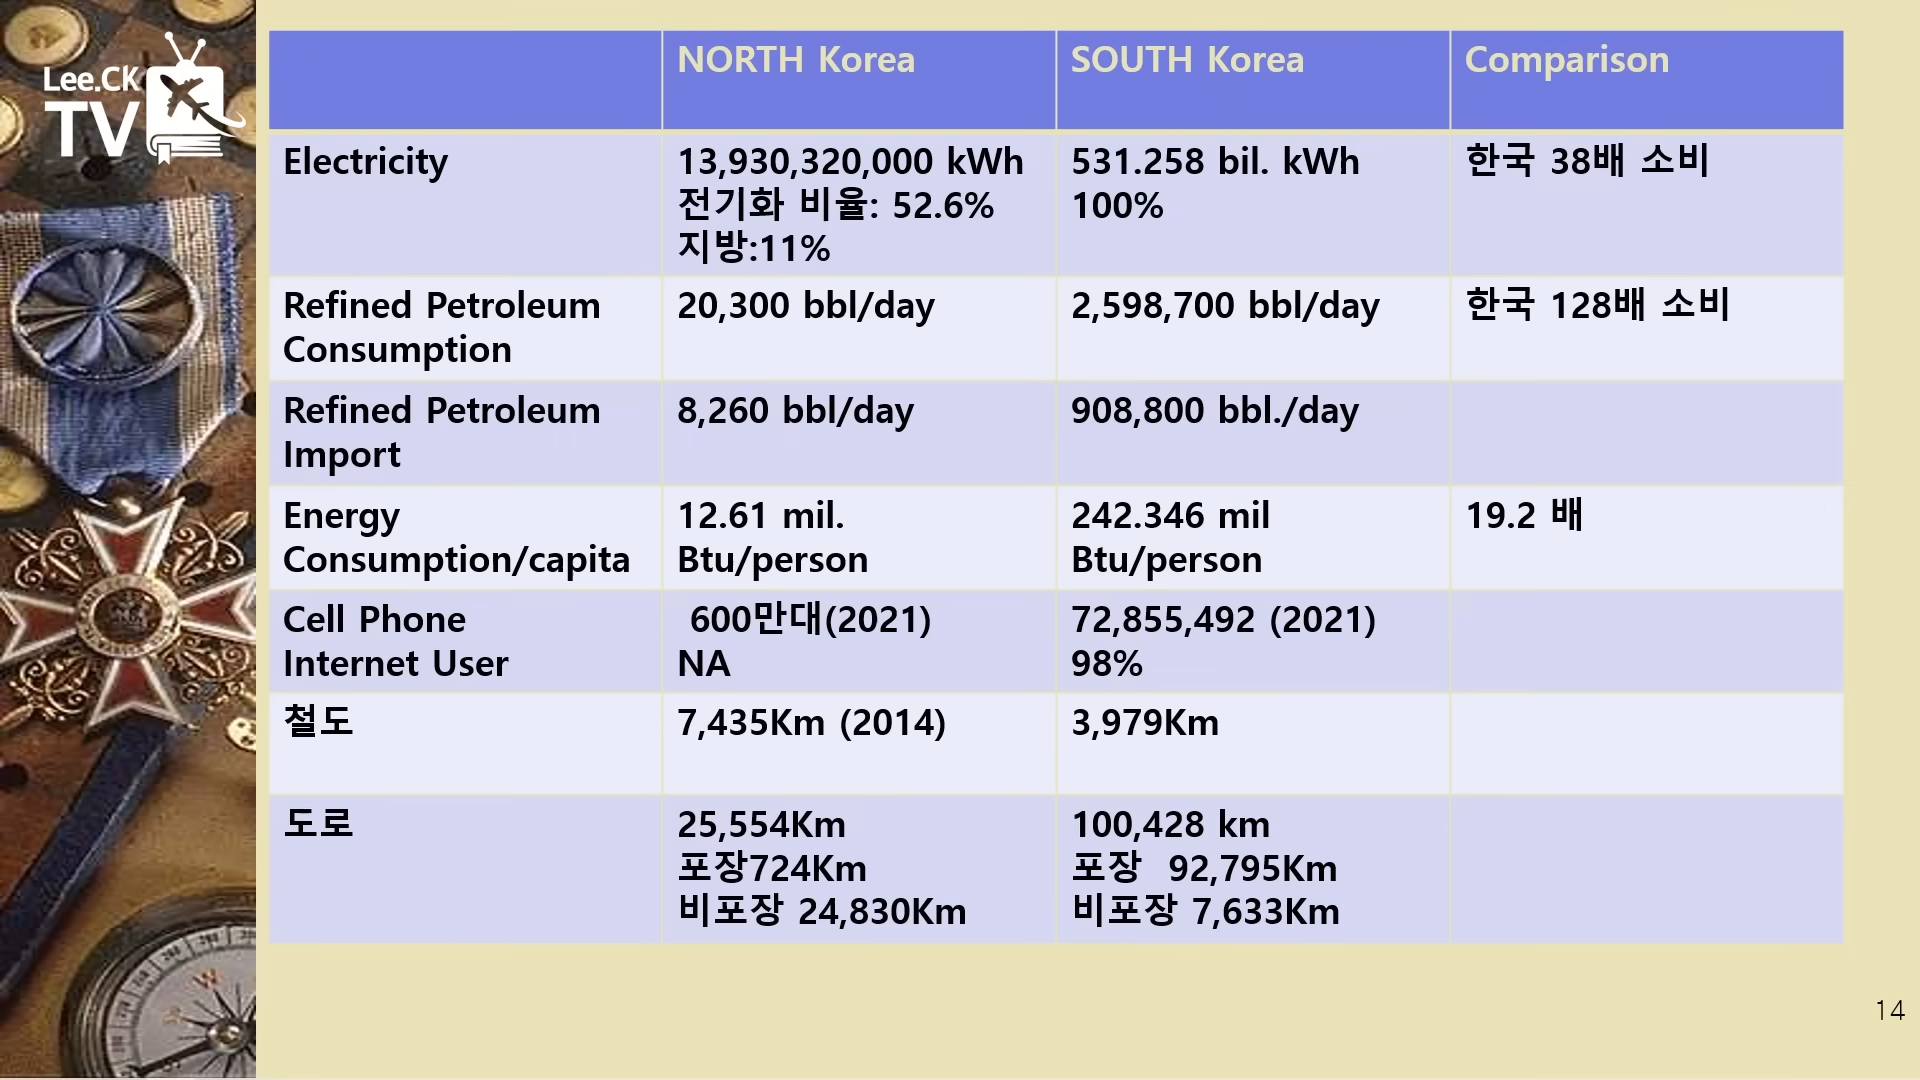 Lee.CK
TV
NORTH Korea
SOUTH Korea
Comparison
Electricity
13,930,320,000 kWh
전기화 비율: 52.6%
지방:11%
531.258 bil. kWh
100%
한국 38배 소비
Refined Petroleum
Consumption
20,300 bbl/day
2,598,700 bbl/day
한국 128배 소비
Refined Petroleum
Import
8,260 bbl/day
908,800 bbl./day
Energy
Consumption/capita
12.61 mil.
Btu/person
242.346 mil
Btu/person
19.2 배
Cell Phone
Internet User
600만대(2021)
NA
72,855,492 (2021)
98%
철도
7,435Km (2014)
3,979Km
도로
25,554Km
포장724Km
비포장 24,830Km
100,428 km
포장 92,795Km
비포장 7,633Km
W
14